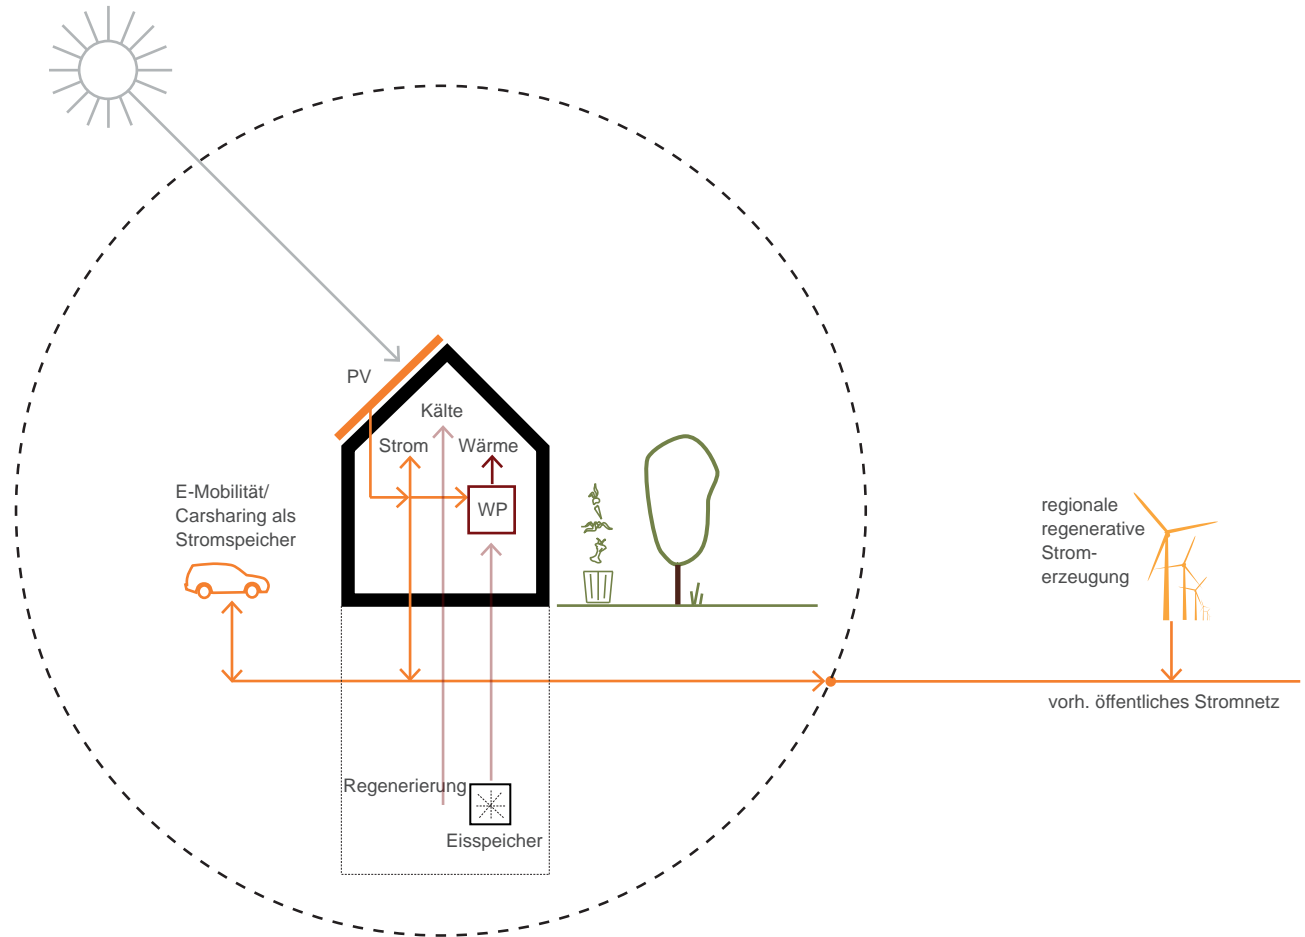 PV
Kälte
Strom
Wärme
WP
E-Mobilität/
Carsharing als
Stromspeicher
regionale
regenerative
Strom-
erzeugung
vorh. öffentliches Stromnetz
Regenerierung
Eisspeicher